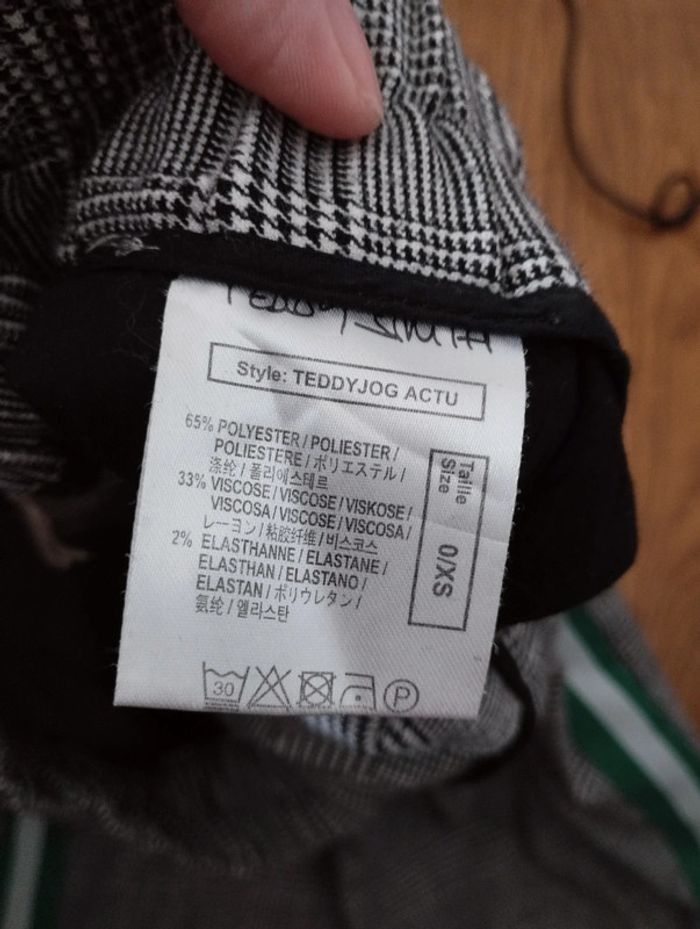 TEDDY SMITH
Style: TEDDYJOG ACTU
65% POLYESTER / POLIESTER /
POLIESTERE / ポリエステル /
涤纶 / 폴리에스테르
33% VISCOSE / VISCOSE / VISKOSE /
VISCOSA / VISCOSE / VISCOSA /
レーヨン / 粘胶纤维 / 비스코스
2% ELASTHANNE / ELASTANE /
ELASTHAN / ELASTANO /
ELASTAN / ポリウレタン /
氨纶 / 엘라스탄
Taille
Size
0/XS
30
P